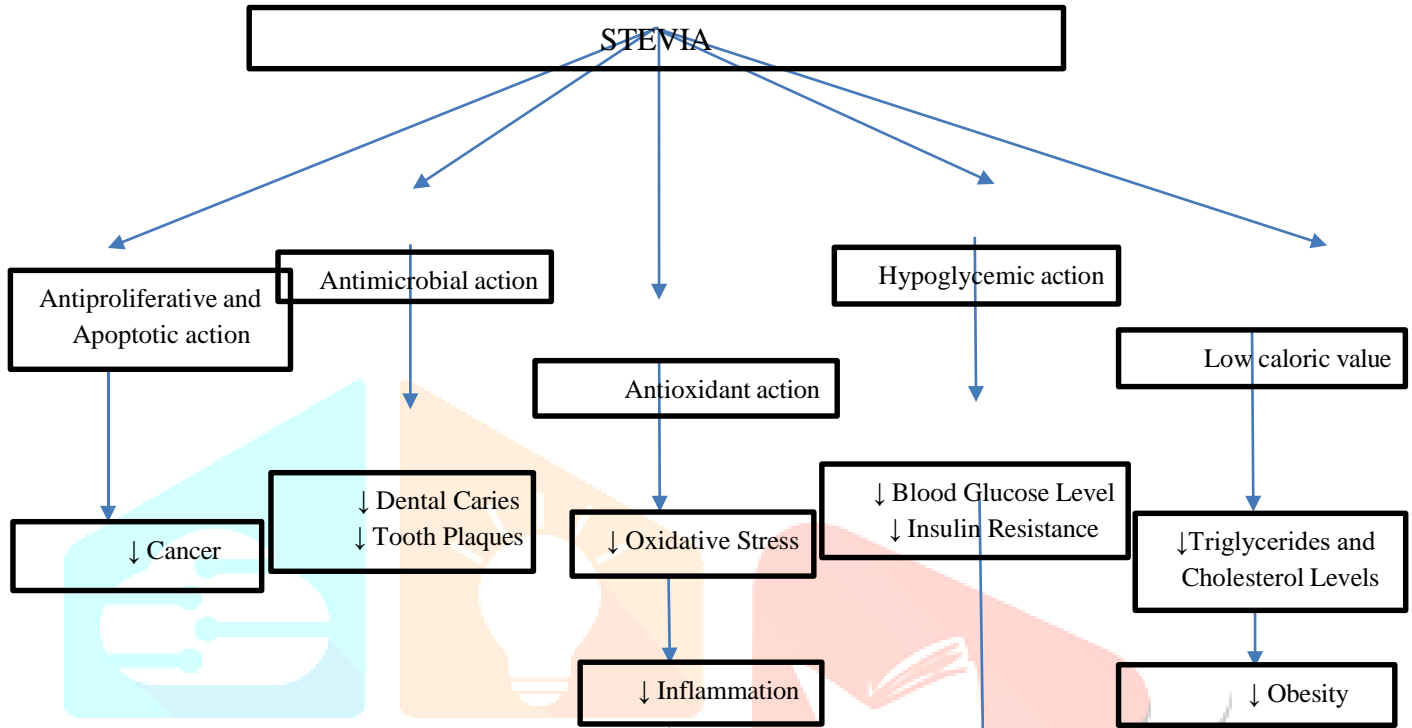 STEVIA
Antiproliferative and
Apoptotic action
Antimicrobial action
Antioxidant action
Hypoglycemic action
Low caloric value
↓ Cancer
↓ Dental Caries
↓ Tooth Plaques
↓ Oxidative Stress
↓ Blood Glucose Level
↓ Insulin Resistance
↓Triglycerides and
Cholesterol Levels
↓ Inflammation
↓ Obesity